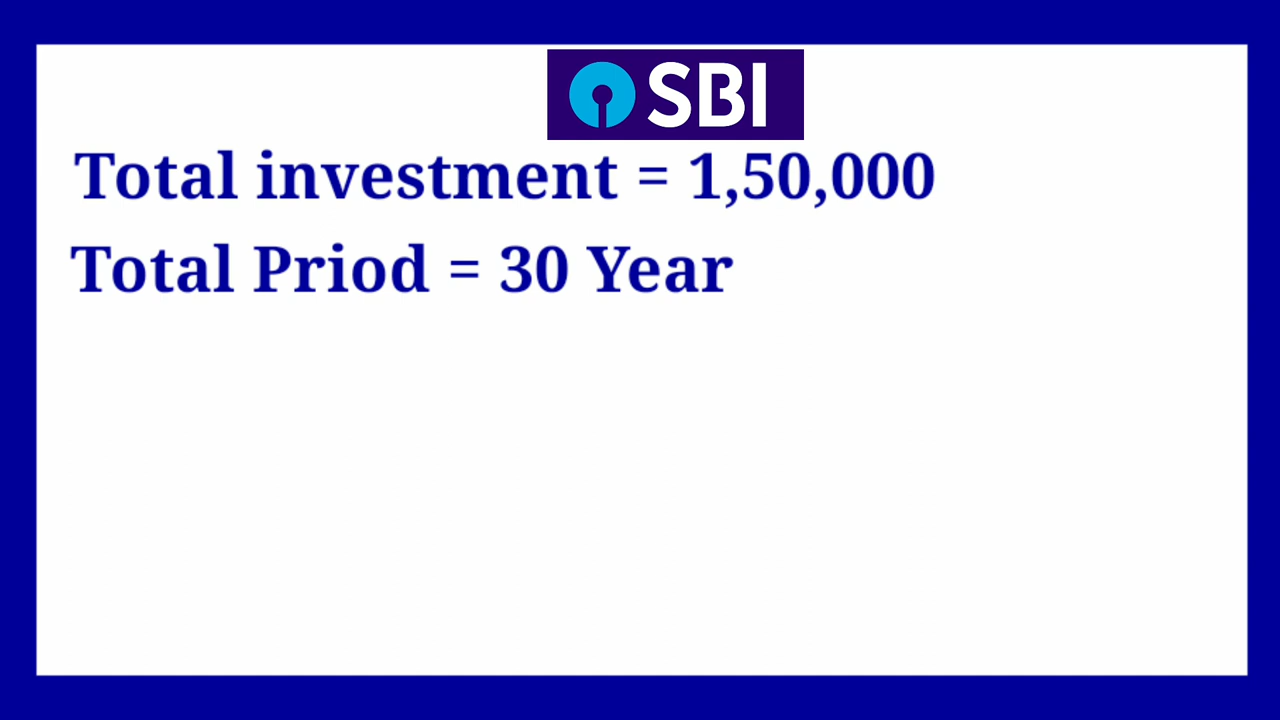 SBI
Total investment = 1,50,000
Total Priod = 30 Year